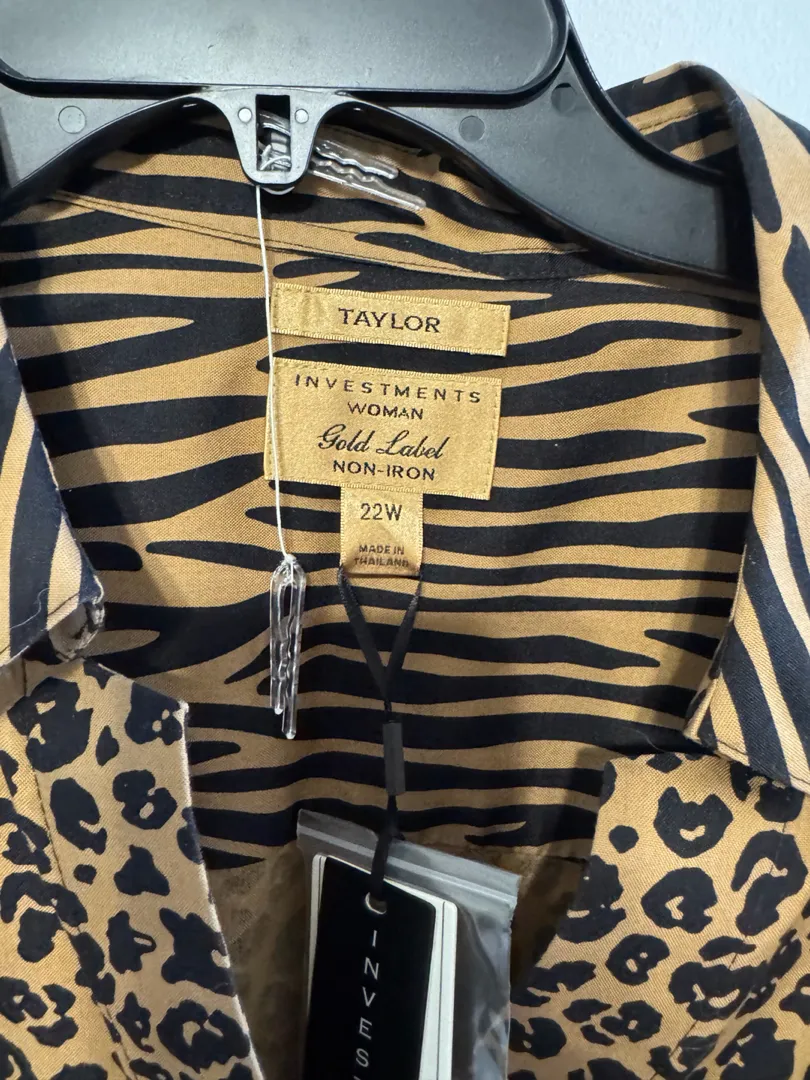 TAYLOR
INVESTMENTS
WOMAN
Gold Label
NON-IRON
22W
MADE IN
THAILAND
INVES